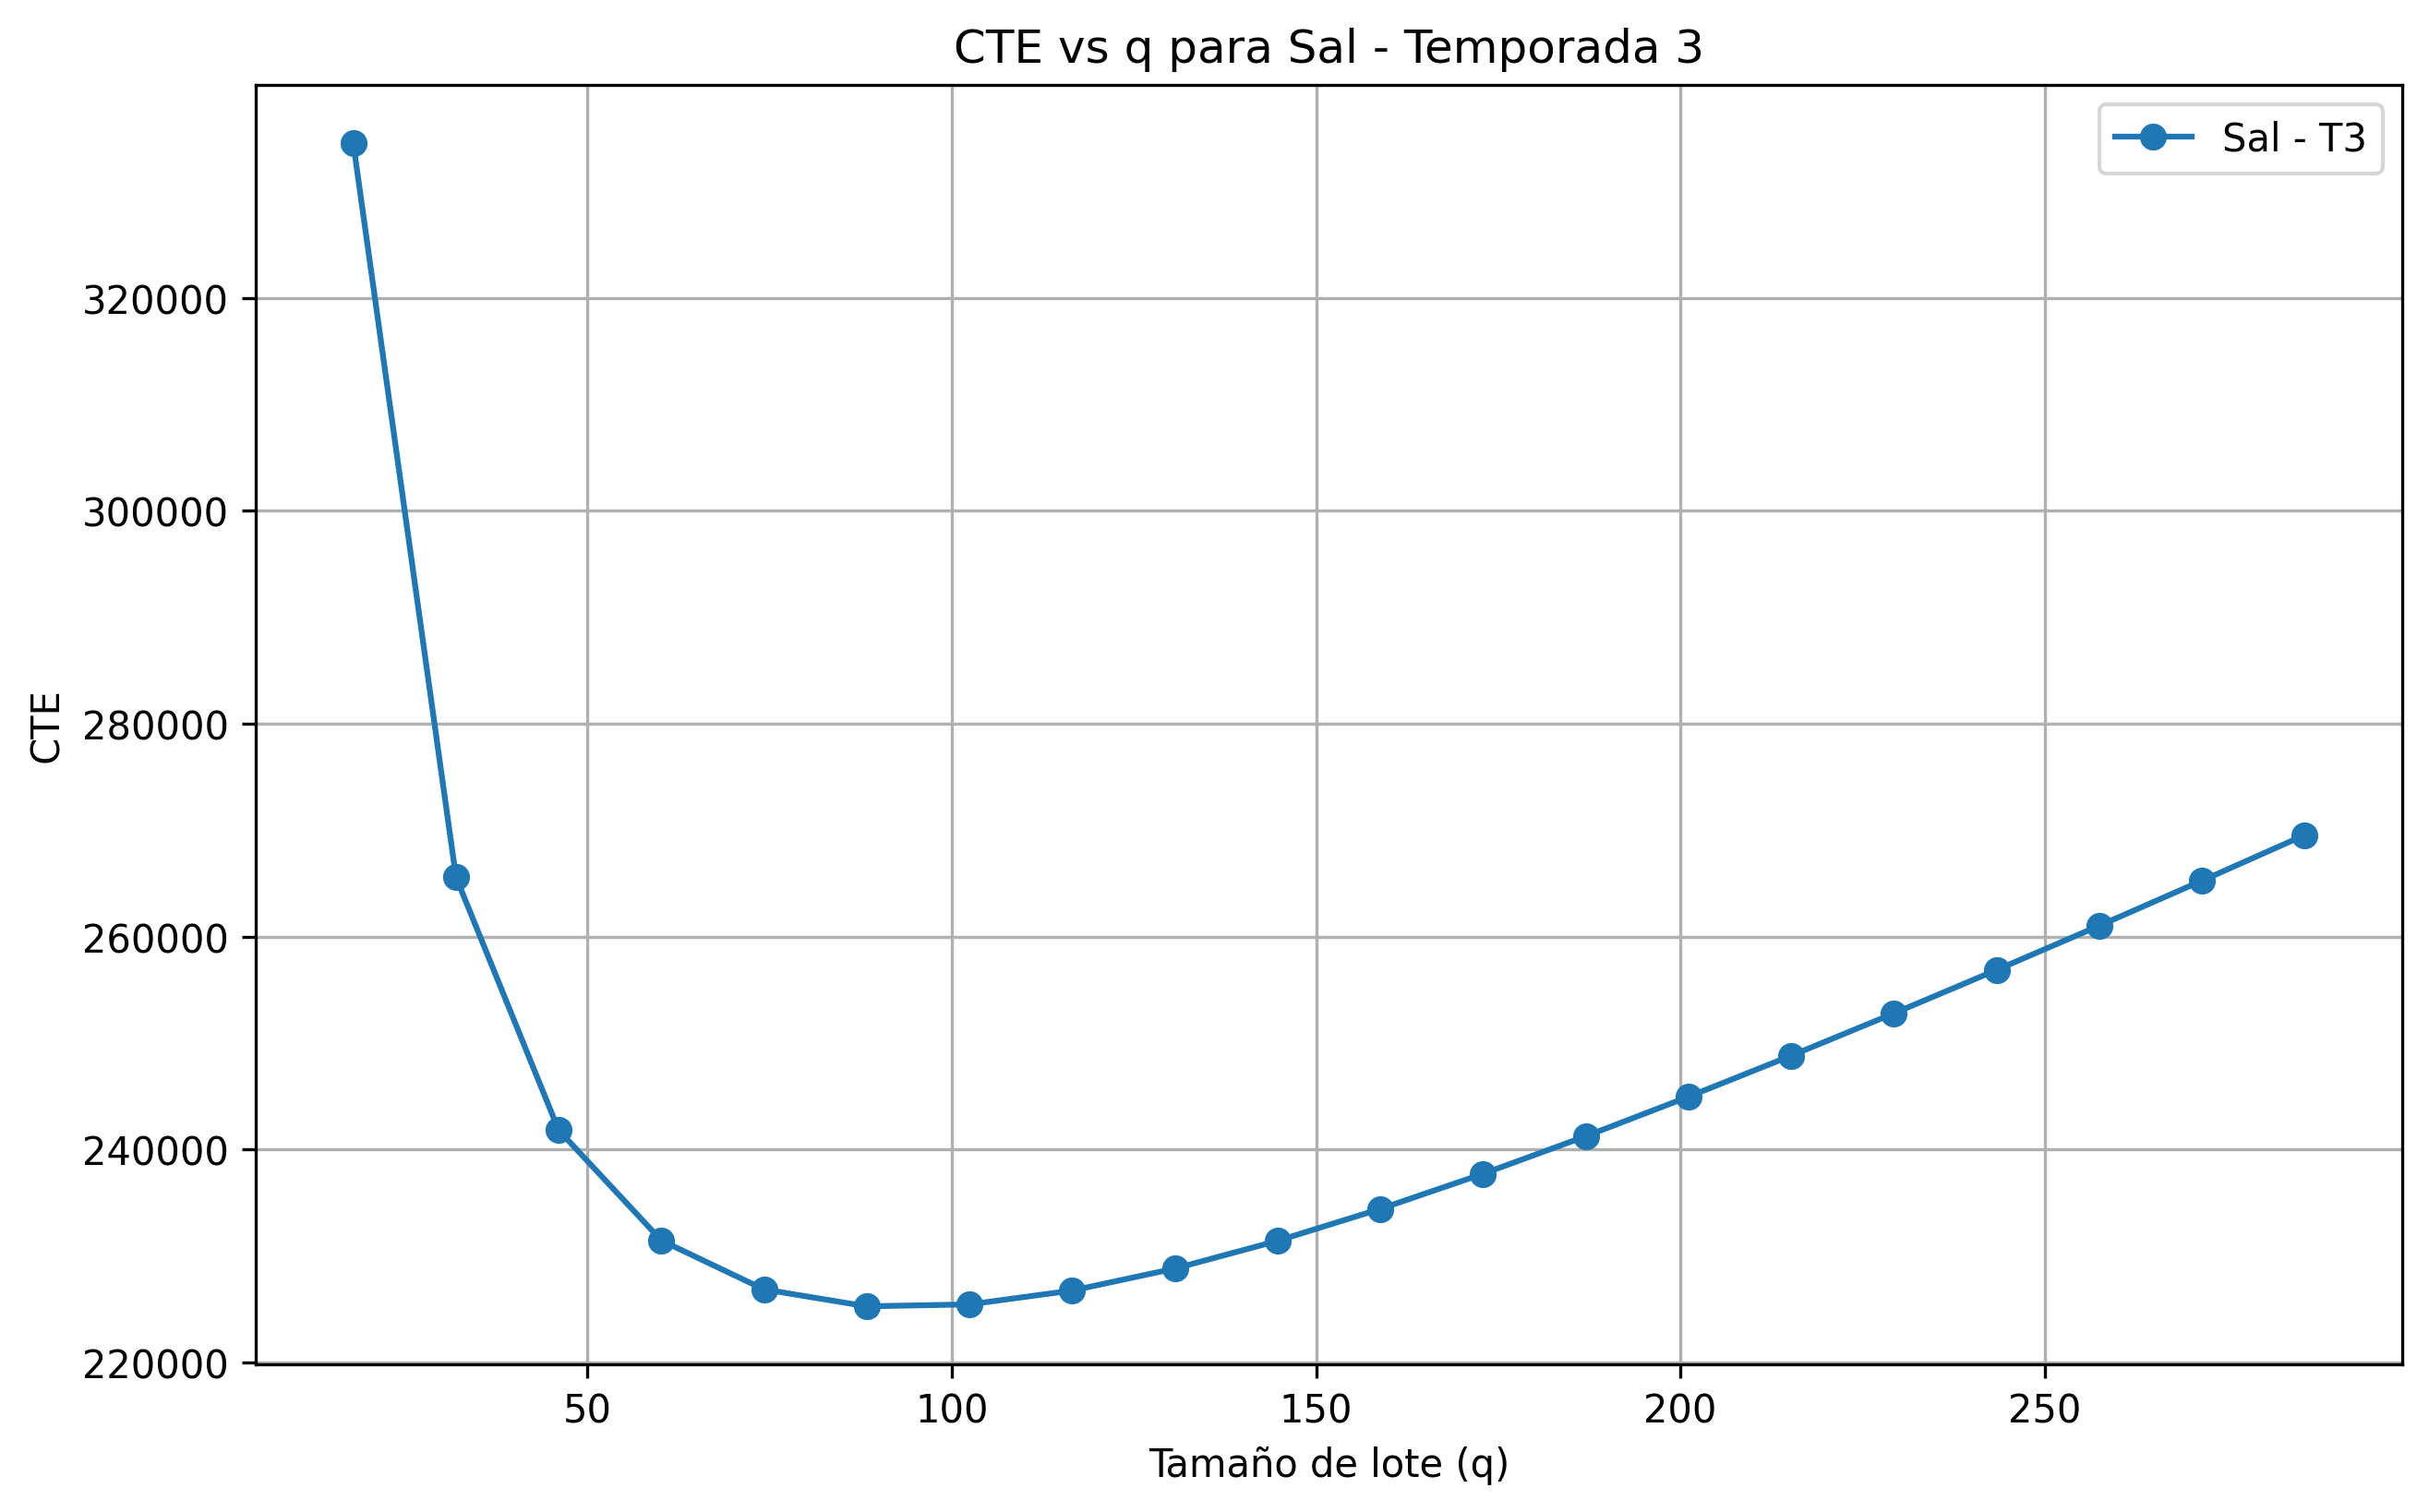 CTE vs q para Sal - Temporada 3
Sal - T3
320000
300000
280000
260000
240000
220000
CTE
50 100 150 200 250
Tamaño de lote (q)